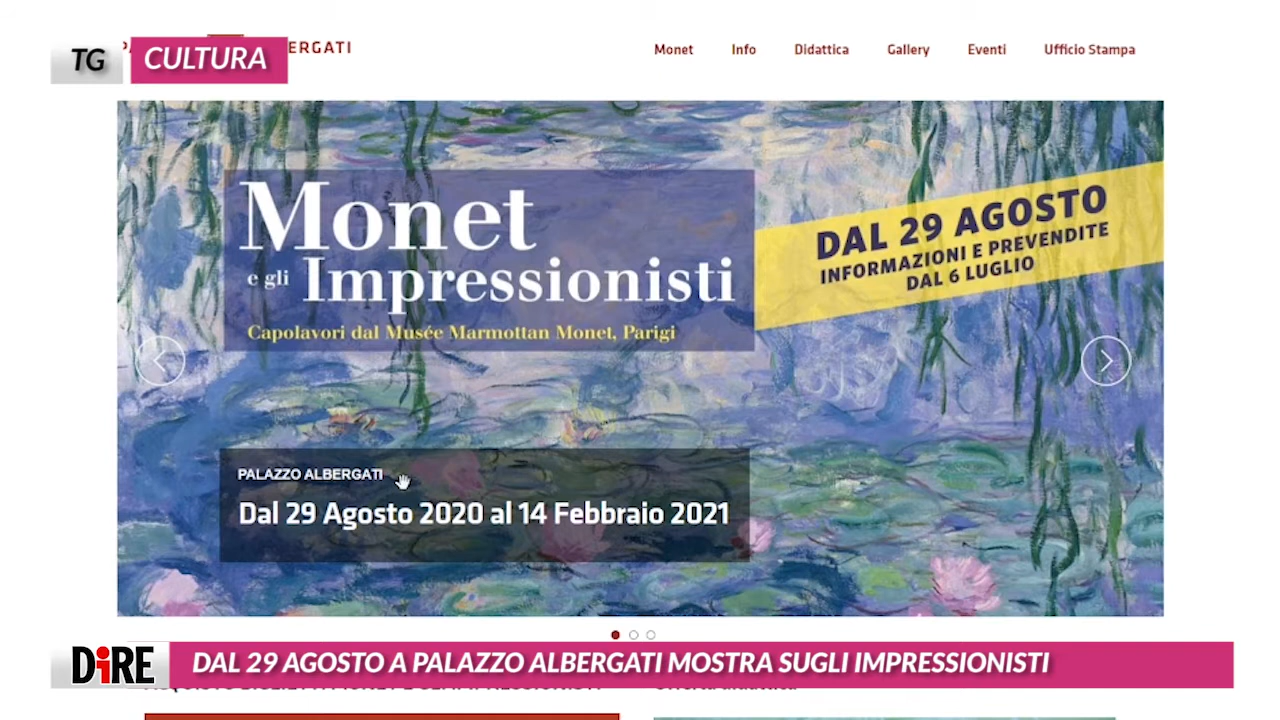 TG CULTURA
ERGATI
Monet Info Didattica Gallery Eventi Ufficio Stampa
Monet
e gli Impressionisti
Capolavori dal Musée Marmottan Monet, Parigi
DAL 29 AGOSTO
INFORMAZIONI E PREVENDITE
DAL 6 LUGLIO
PALAZZO ALBERGATI
Dal 29 Agosto 2020 al 14 Febbraio 2021
DiRE DAL 29 AGOSTO A PALAZZO ALBERGATI MOSTRA SUGLI IMPRESSIONISTI